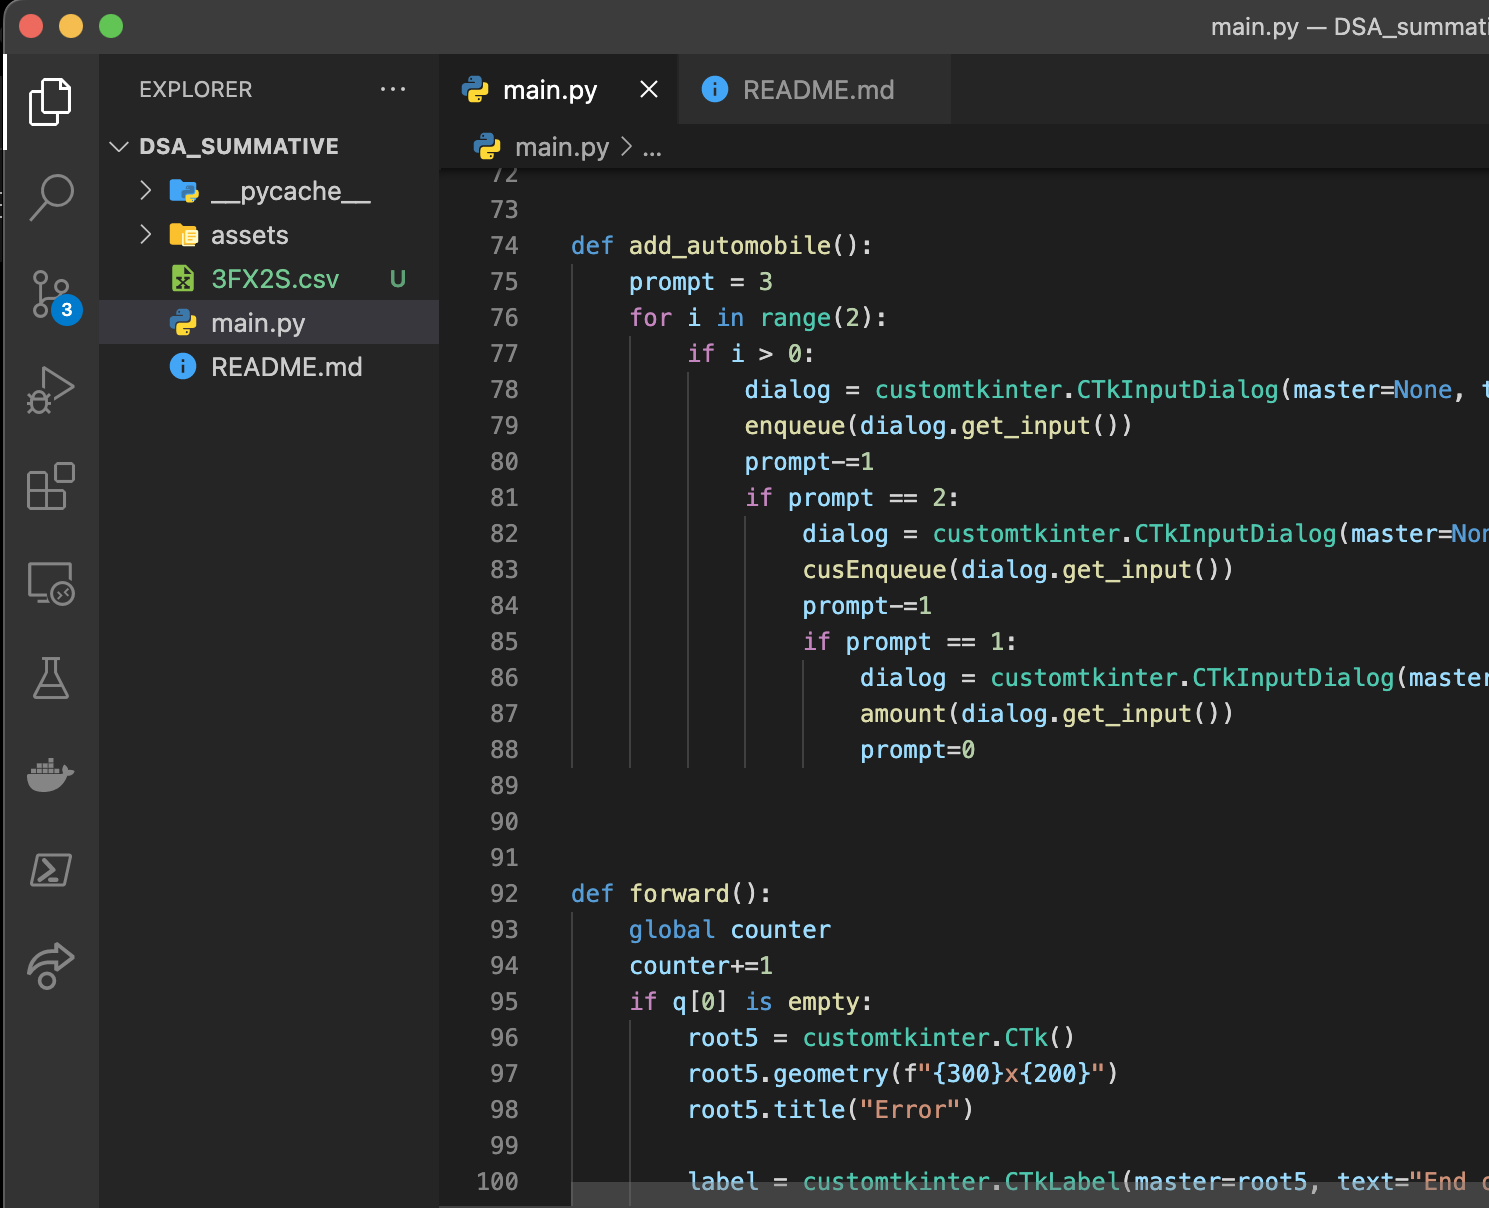 main.py — DSA_summati
EXPLORER
DSA_SUMMATIVE
__pycache__
assets
3FX2S.csv U
3
main.py
README.md
main.py
README.md
main.py > ...
72
73
74 def add_automobile():
75 prompt = 3
76 for i in range(2):
77 if i > 0:
78 dialog = customtkinter.CTkInputDialog(master=None, t
79 enqueue(dialog.get_input())
80 prompt-=1
81 if prompt == 2:
82 dialog = customtkinter.CTkInputDialog(master=Non
83 cusEnqueue(dialog.get_input())
84 prompt-=1
85 if prompt == 1:
86 dialog = customtkinter.CTkInputDialog(master
87 amount(dialog.get_input())
88 prompt=0
89
90
91
92 def forward():
93 global counter
94 counter+=1
95 if q[0] is empty:
96 root5 = customtkinter.CTk()
97 root5.geometry(f"{300}x{200}")
98 root5.title("Error")
99
100 label = customtkinter.CTkLabel(master=root5, text="End